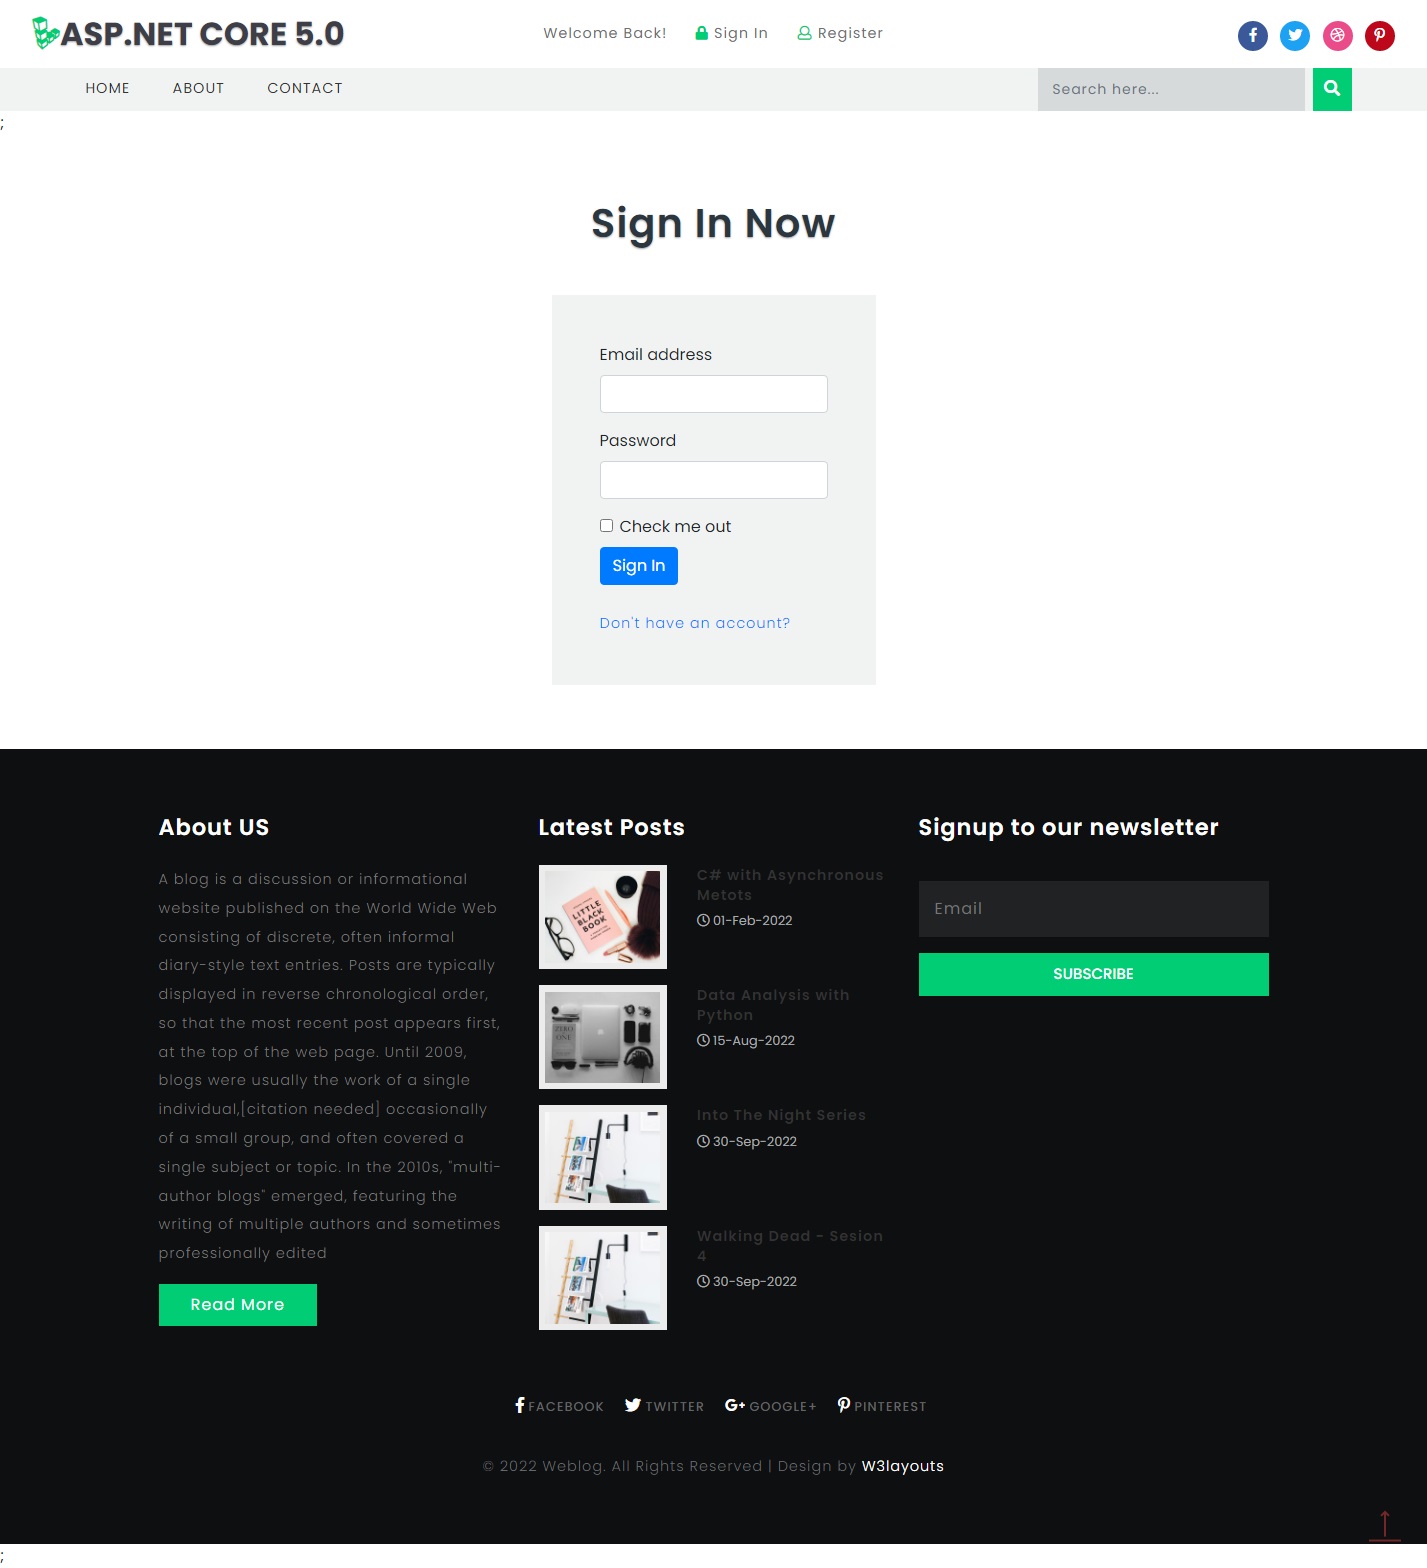 ASP.NET CORE 5.0
Welcome Back! Sign In Register
HOME ABOUT CONTACT
Search here...
;
Sign In Now
Email address
Password
Check me out
Sign In
Don't have an account?
About US
A blog is a discussion or informational
website published on the World Wide Web
consisting of discrete, often informal
diary-style text entries. Posts are typically
displayed in reverse chronological order,
so that the most recent post appears first,
at the top of the web page. Until 2009,
blogs were usually the work of a single
individual,[citation needed] occasionally
of a small group, and often covered a
single subject or topic. In the 2010s, "multi-
author blogs" emerged, featuring the
writing of multiple authors and sometimes
professionally edited
Read More
Latest Posts
LITTLE
BLACK
BOOK
C# with Asynchronous
Metots
01-Feb-2022
ZERO
ONE
Data Analysis with
Python
15-Aug-2022
Into The Night Series
30-Sep-2022
Walking Dead - Sesion
4
30-Sep-2022
Signup to our newsletter
Email
SUBSCRIBE
FACEBOOK TWITTER GOOGLE+ PINTEREST
© 2022 Weblog. All Rights Reserved | Design by W3layouts
;